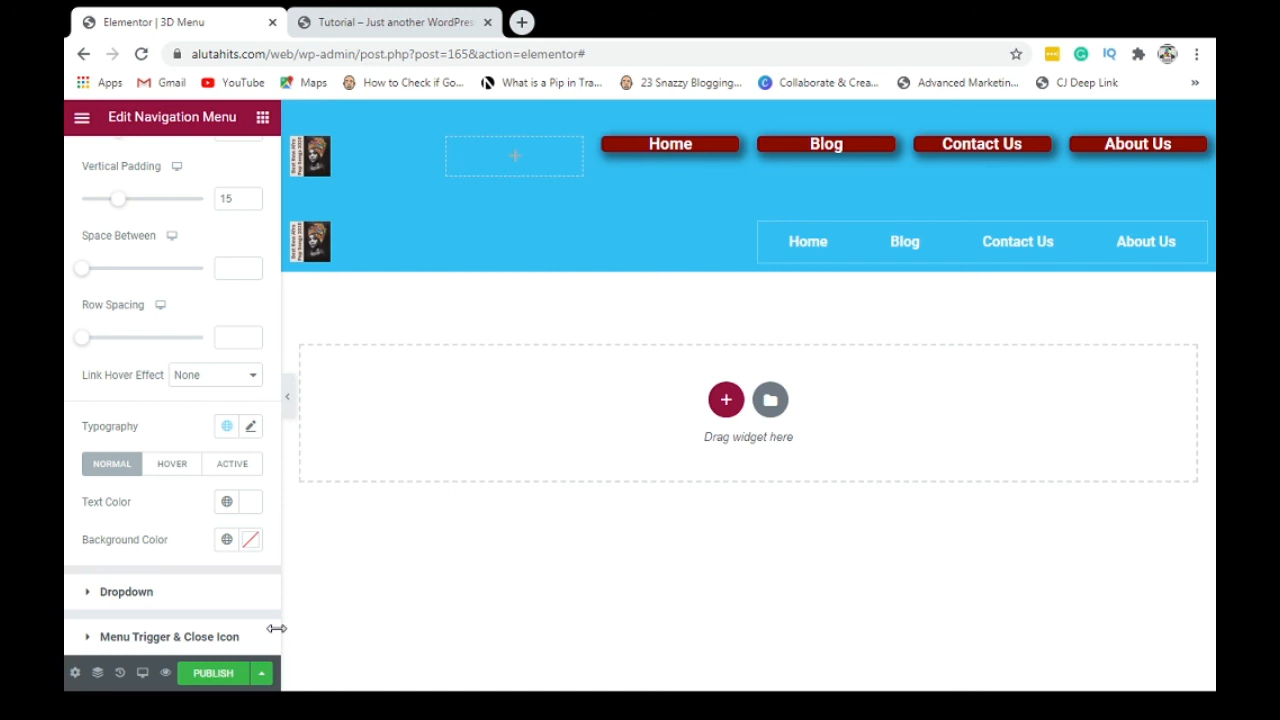 Elementor | 3D Menu
Tutorial – Just another WordPres
alutahits.com/web/wp-admin/post.php?post=165&action=elementor#
Apps Gmail YouTube Maps How to Check if Go... What is a Pip in Tra... 23 Snazzy Blogging... Collaborate & Crea... Advanced Marketin... CJ Deep Link »
Edit Navigation Menu
Home Blog Contact Us About Us
Vertical Padding
15
Space Between
Home Blog Contact Us About Us
Row Spacing
Link Hover Effect None
Typography
NORMAL HOVER ACTIVE
Text Color
Background Color
Drag widget here
Dropdown
Menu Trigger & Close Icon
PUBLISH